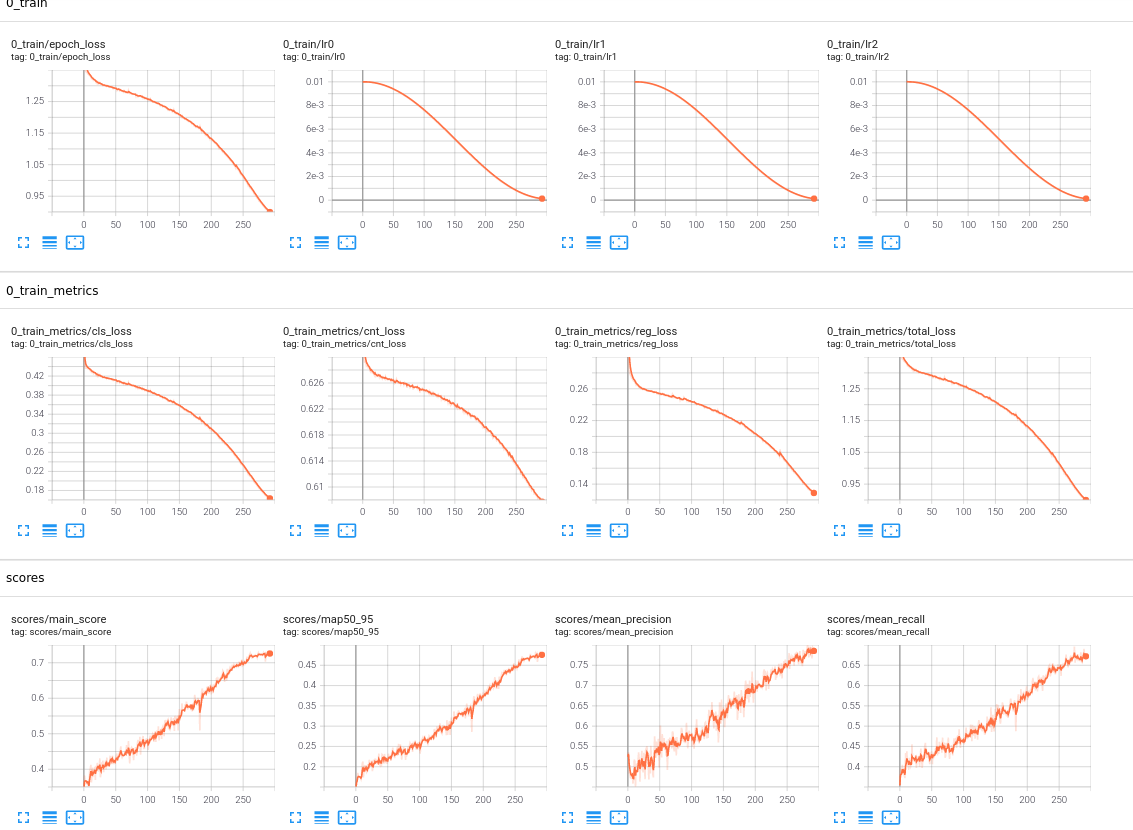 0_train
0_train/epoch_loss
tag: 0_train/epoch_loss
1.25
1.15
1.05
0.95
0 50 100 150 200 250
0_train/lr0
tag: 0_train/lr0
0.01
8e-3
6e-3
4e-3
2e-3
0
0 50 100 150 200 250
0_train/lr1
tag: 0_train/lr1
0.01
8e-3
6e-3
4e-3
2e-3
0
0 50 100 150 200 250
0_train/lr2
tag: 0_train/lr2
0.01
8e-3
6e-3
4e-3
2e-3
0
0 50 100 150 200 250
0_train_metrics
0_train_metrics/cls_loss
tag: 0_train_metrics/cls_loss
0.42
0.38
0.34
0.3
0.26
0.22
0.18
0 50 100 150 200 250
0_train_metrics/cnt_loss
tag: 0_train_metrics/cnt_loss
0.626
0.622
0.618
0.614
0.61
0 50 100 150 200 250
0_train_metrics/reg_loss
tag: 0_train_metrics/reg_loss
0.26
0.22
0.18
0.14
0 50 100 150 200 250
0_train_metrics/total_loss
tag: 0_train_metrics/total_loss
1.25
1.15
1.05
0.95
0 50 100 150 200 250
scores
scores/main_score
tag: scores/main_score
0.7
0.6
0.5
0.4
0 50 100 150 200 250
scores/map50_95
tag: scores/map50_95
0.45
0.4
0.35
0.3
0.25
0.2
0 50 100 150 200 250
scores/mean_precision
tag: scores/mean_precision
0.75
0.7
0.65
0.6
0.55
0.5
0 50 100 150 200 250
scores/mean_recall
tag: scores/mean_recall
0.65
0.6
0.55
0.5
0.45
0.4
0 50 100 150 200 250